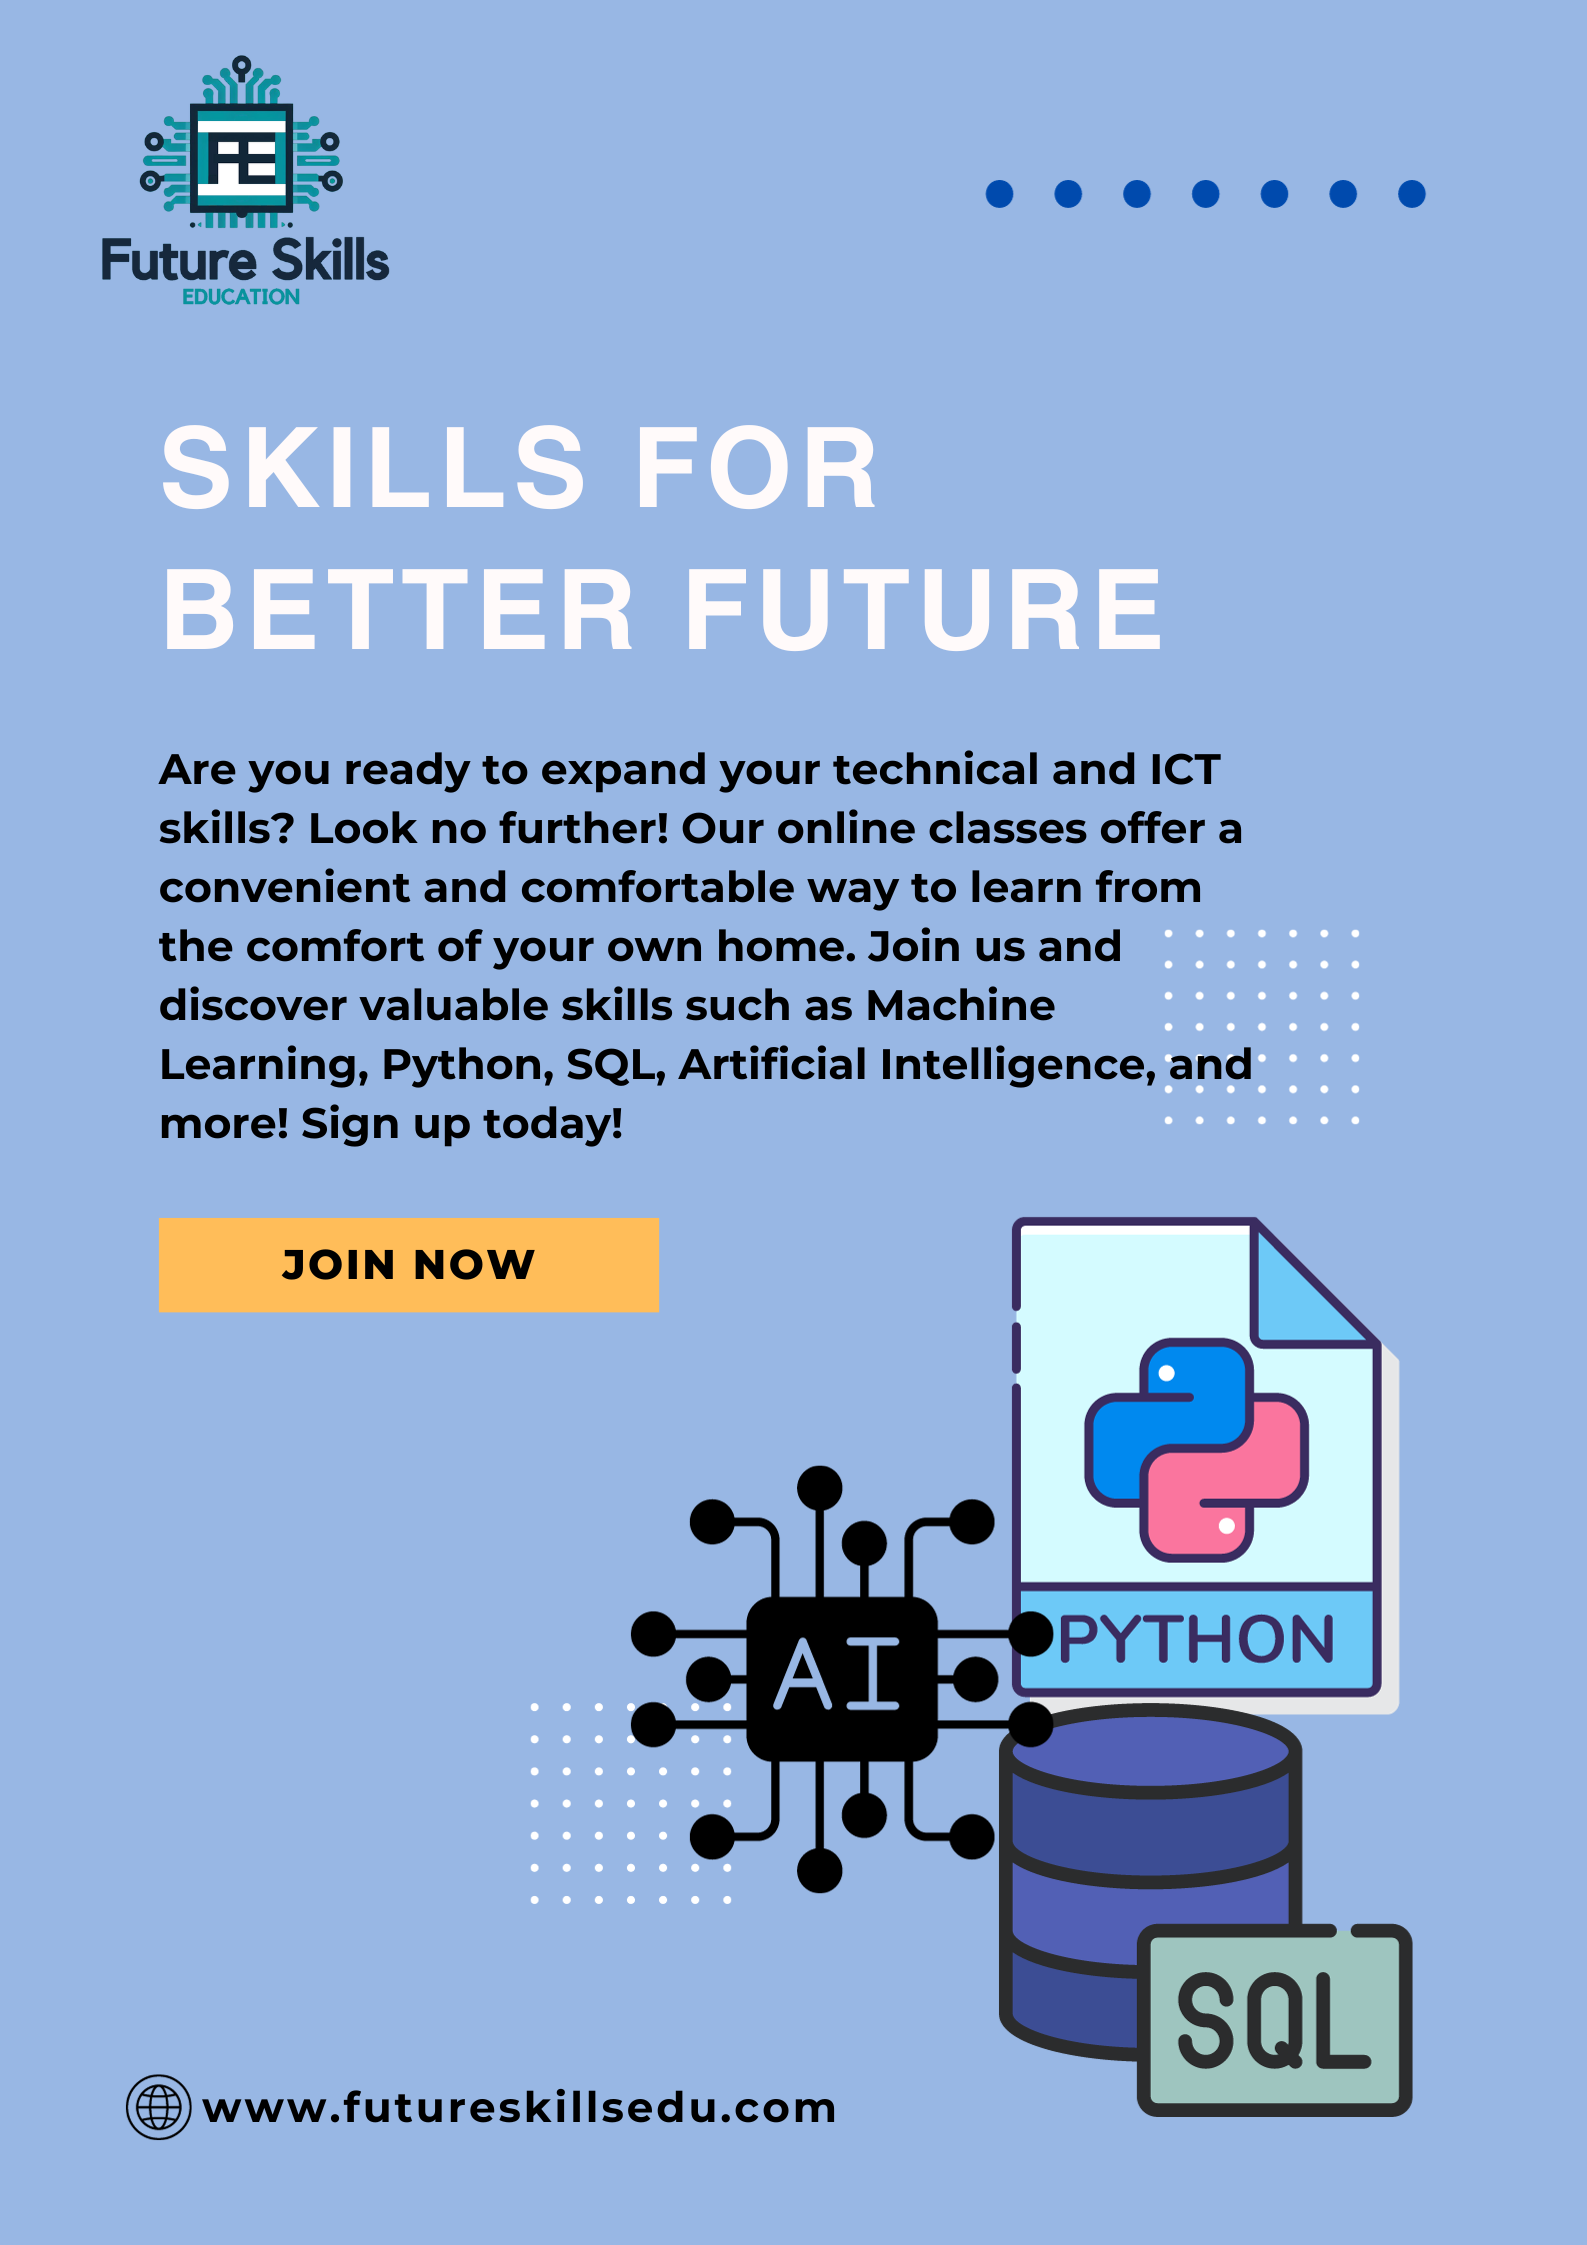 FE
Future Skills
EDUCATION
SKILLS FOR
BETTER FUTURE
Are you ready to expand your technical and ICT
skills? Look no further! Our online classes offer a
convenient and comfortable way to learn from
the comfort of your own home. Join us and
discover valuable skills such as Machine
Learning, Python, SQL, Artificial Intelligence, and
more! Sign up today!
JOIN NOW
PYTHON
AI
SQL
www.futureskillsedu.com